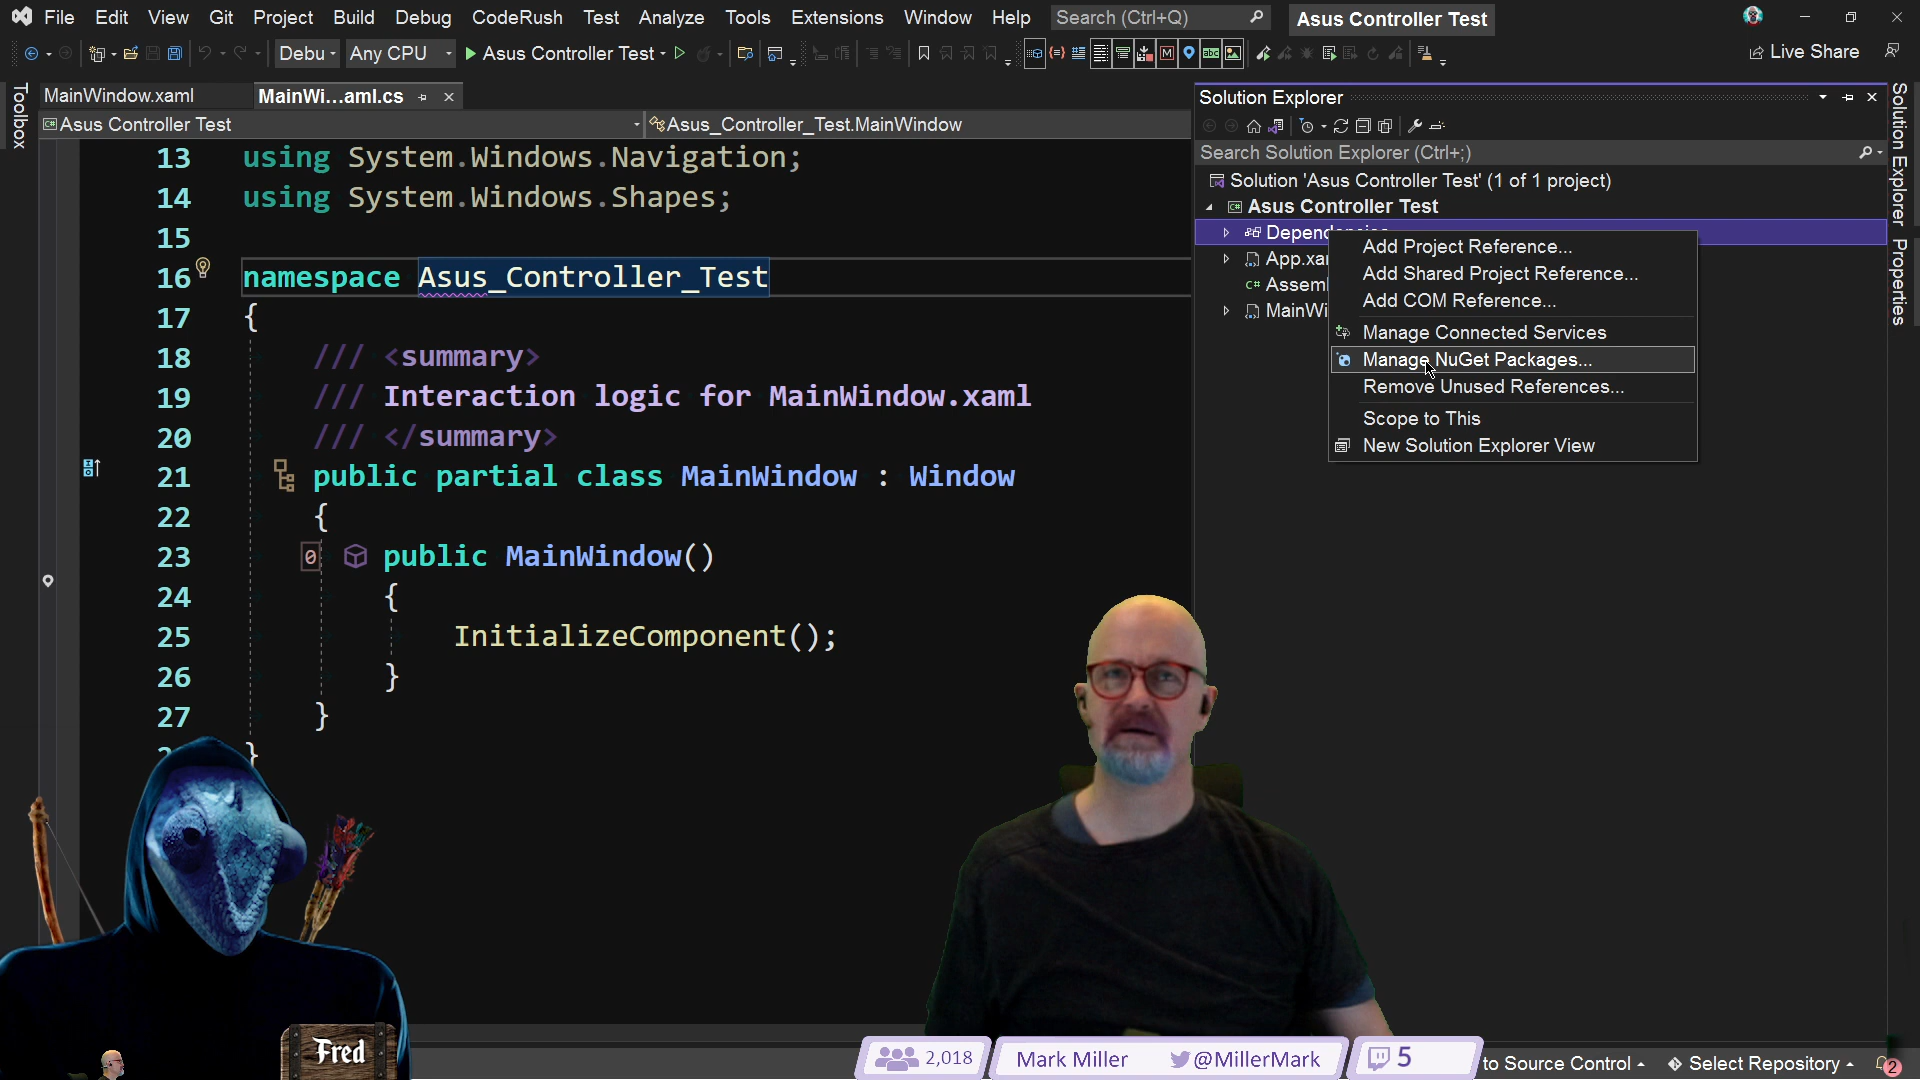 File Edit View Git Project Build Debug CodeRush Test Analyze Tools Extensions Window Help Search (Ctrl+Q) Asus Controller Test
Debu Any CPU Asus Controller Test Live Share
Toolbox
MainWindow.xaml MainWi...aml.cs
Asus Controller Test Asus_Controller_Test.MainWindow
13 using System.Windows.Navigation;
14 using System.Windows.Shapes;
15
16 namespace Asus_Controller_Test
17 {
18 /// <summary>
19 /// Interaction logic for MainWindow.xaml
20 /// </summary>
21 public partial class MainWindow : Window
22 {
23 0 public MainWindow()
24 {
25 InitializeComponent();
26 }
27 }
}
Solution Explorer
Search Solution Explorer (Ctrl+;)
Solution 'Asus Controller Test' (1 of 1 project)
Asus Controller Test
Dependencies
App.xa
Assem
MainWi
Add Project Reference...
Add Shared Project Reference...
Add COM Reference...
Manage Connected Services
Manage NuGet Packages...
Remove Unused References...
Scope to This
New Solution Explorer View
Solution Explorer
Properties
Fred
2,018 Mark Miller @MillerMark 5
to Source Control Select Repository 2